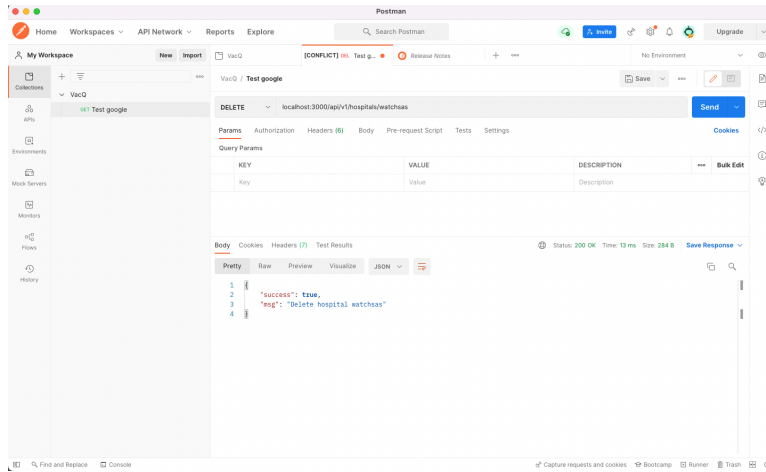 Postman
Home Workspaces API Network Reports Explore Search Postman Invite Upgrade
My Workspace New Import VacQ [CONFLICT] DEL Test g... Release Notes No Environment
Collections
VacQ / Test google Save
VacQ
GET Test google
DELETE localhost:3000/api/v1/hospitals/watchsas Send
APIs
Params Authorization Headers (6) Body Pre-request Script Tests Settings Cookies
Environments
Query Params
KEY VALUE DESCRIPTION Bulk Edit
Mock Servers
Key Value Description
Monitors
Flows
Body Cookies Headers (7) Test Results Status: 200 OK Time: 13 ms Size: 284 B Save Response
Pretty Raw Preview Visualize JSON
History
1 {
2 "success": true,
3 "msg": "Delete hospital watchsas"
4 }
Find and Replace Console Capture requests and cookies Bootcamp Runner Trash